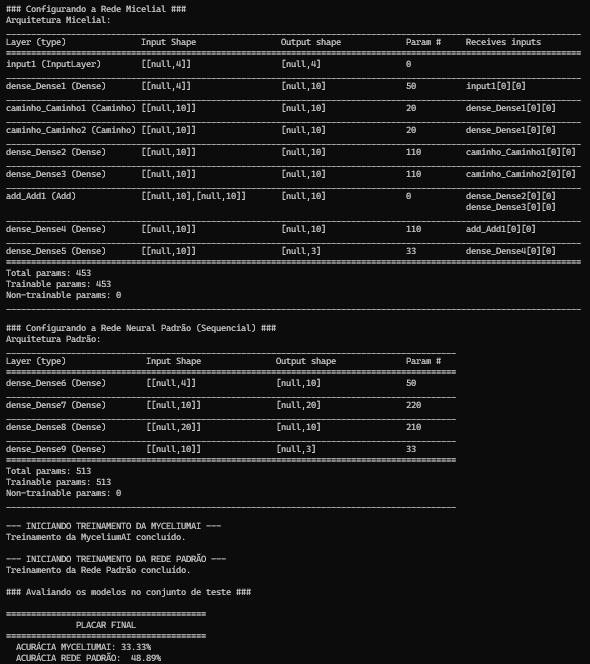 ### Configurando a Rede Micelial ###
Arquitetura Micelial:
Layer (type) Input Shape Output shape Param # Receives inputs
input1 (InputLayer) [[null,4]] [null,4] 0
dense_Dense1 (Dense) [[null,4]] [null,10] 50 input1[0][0]
caminho_Caminho1 (Caminho) [[null,10]] [null,10] 20 dense_Dense1[0][0]
caminho_Caminho2 (Caminho) [[null,10]] [null,10] 20 dense_Dense1[0][0]
dense_Dense2 (Dense) [[null,10]] [null,10] 110 caminho_Caminho1[0][0]
dense_Dense3 (Dense) [[null,10]] [null,10] 110 caminho_Caminho2[0][0]
add_Add1 (Add) [[null,10],[null,10]] [null,10] 0 dense_Dense2[0][0]
dense_Dense3[0][0]
dense_Dense4 (Dense) [[null,10]] [null,10] 110 add_Add1[0][0]
dense_Dense5 (Dense) [[null,10]] [null,3] 33 dense_Dense4[0][0]
Total params: 453
Trainable params: 453
Non-trainable params: 0
### Configurando a Rede Neural Padrão (Sequencial) ###
Arquitetura Padrão:
Layer (type) Input Shape Output shape Param #
dense_Dense6 (Dense) [[null,4]] [null,10] 50
dense_Dense7 (Dense) [[null,10]] [null,20] 220
dense_Dense8 (Dense) [[null,20]] [null,10] 210
dense_Dense9 (Dense) [[null,10]] [null,3] 33
Total params: 513
Trainable params: 513
Non-trainable params: 0
--- INICIANDO TREINAMENTO DA MYCELIUMAI ---
Treinamento da MyceliumAI concluído.
--- INICIANDO TREINAMENTO DA REDE PADRÃO ---
Treinamento da Rede Padrão concluído.
### Avaliando os modelos no conjunto de teste ###
PLACAR FINAL
ACURÁCIA MYCELIUMAI: 33.33%
ACURÁCIA REDE PADRÃO: 48.89%